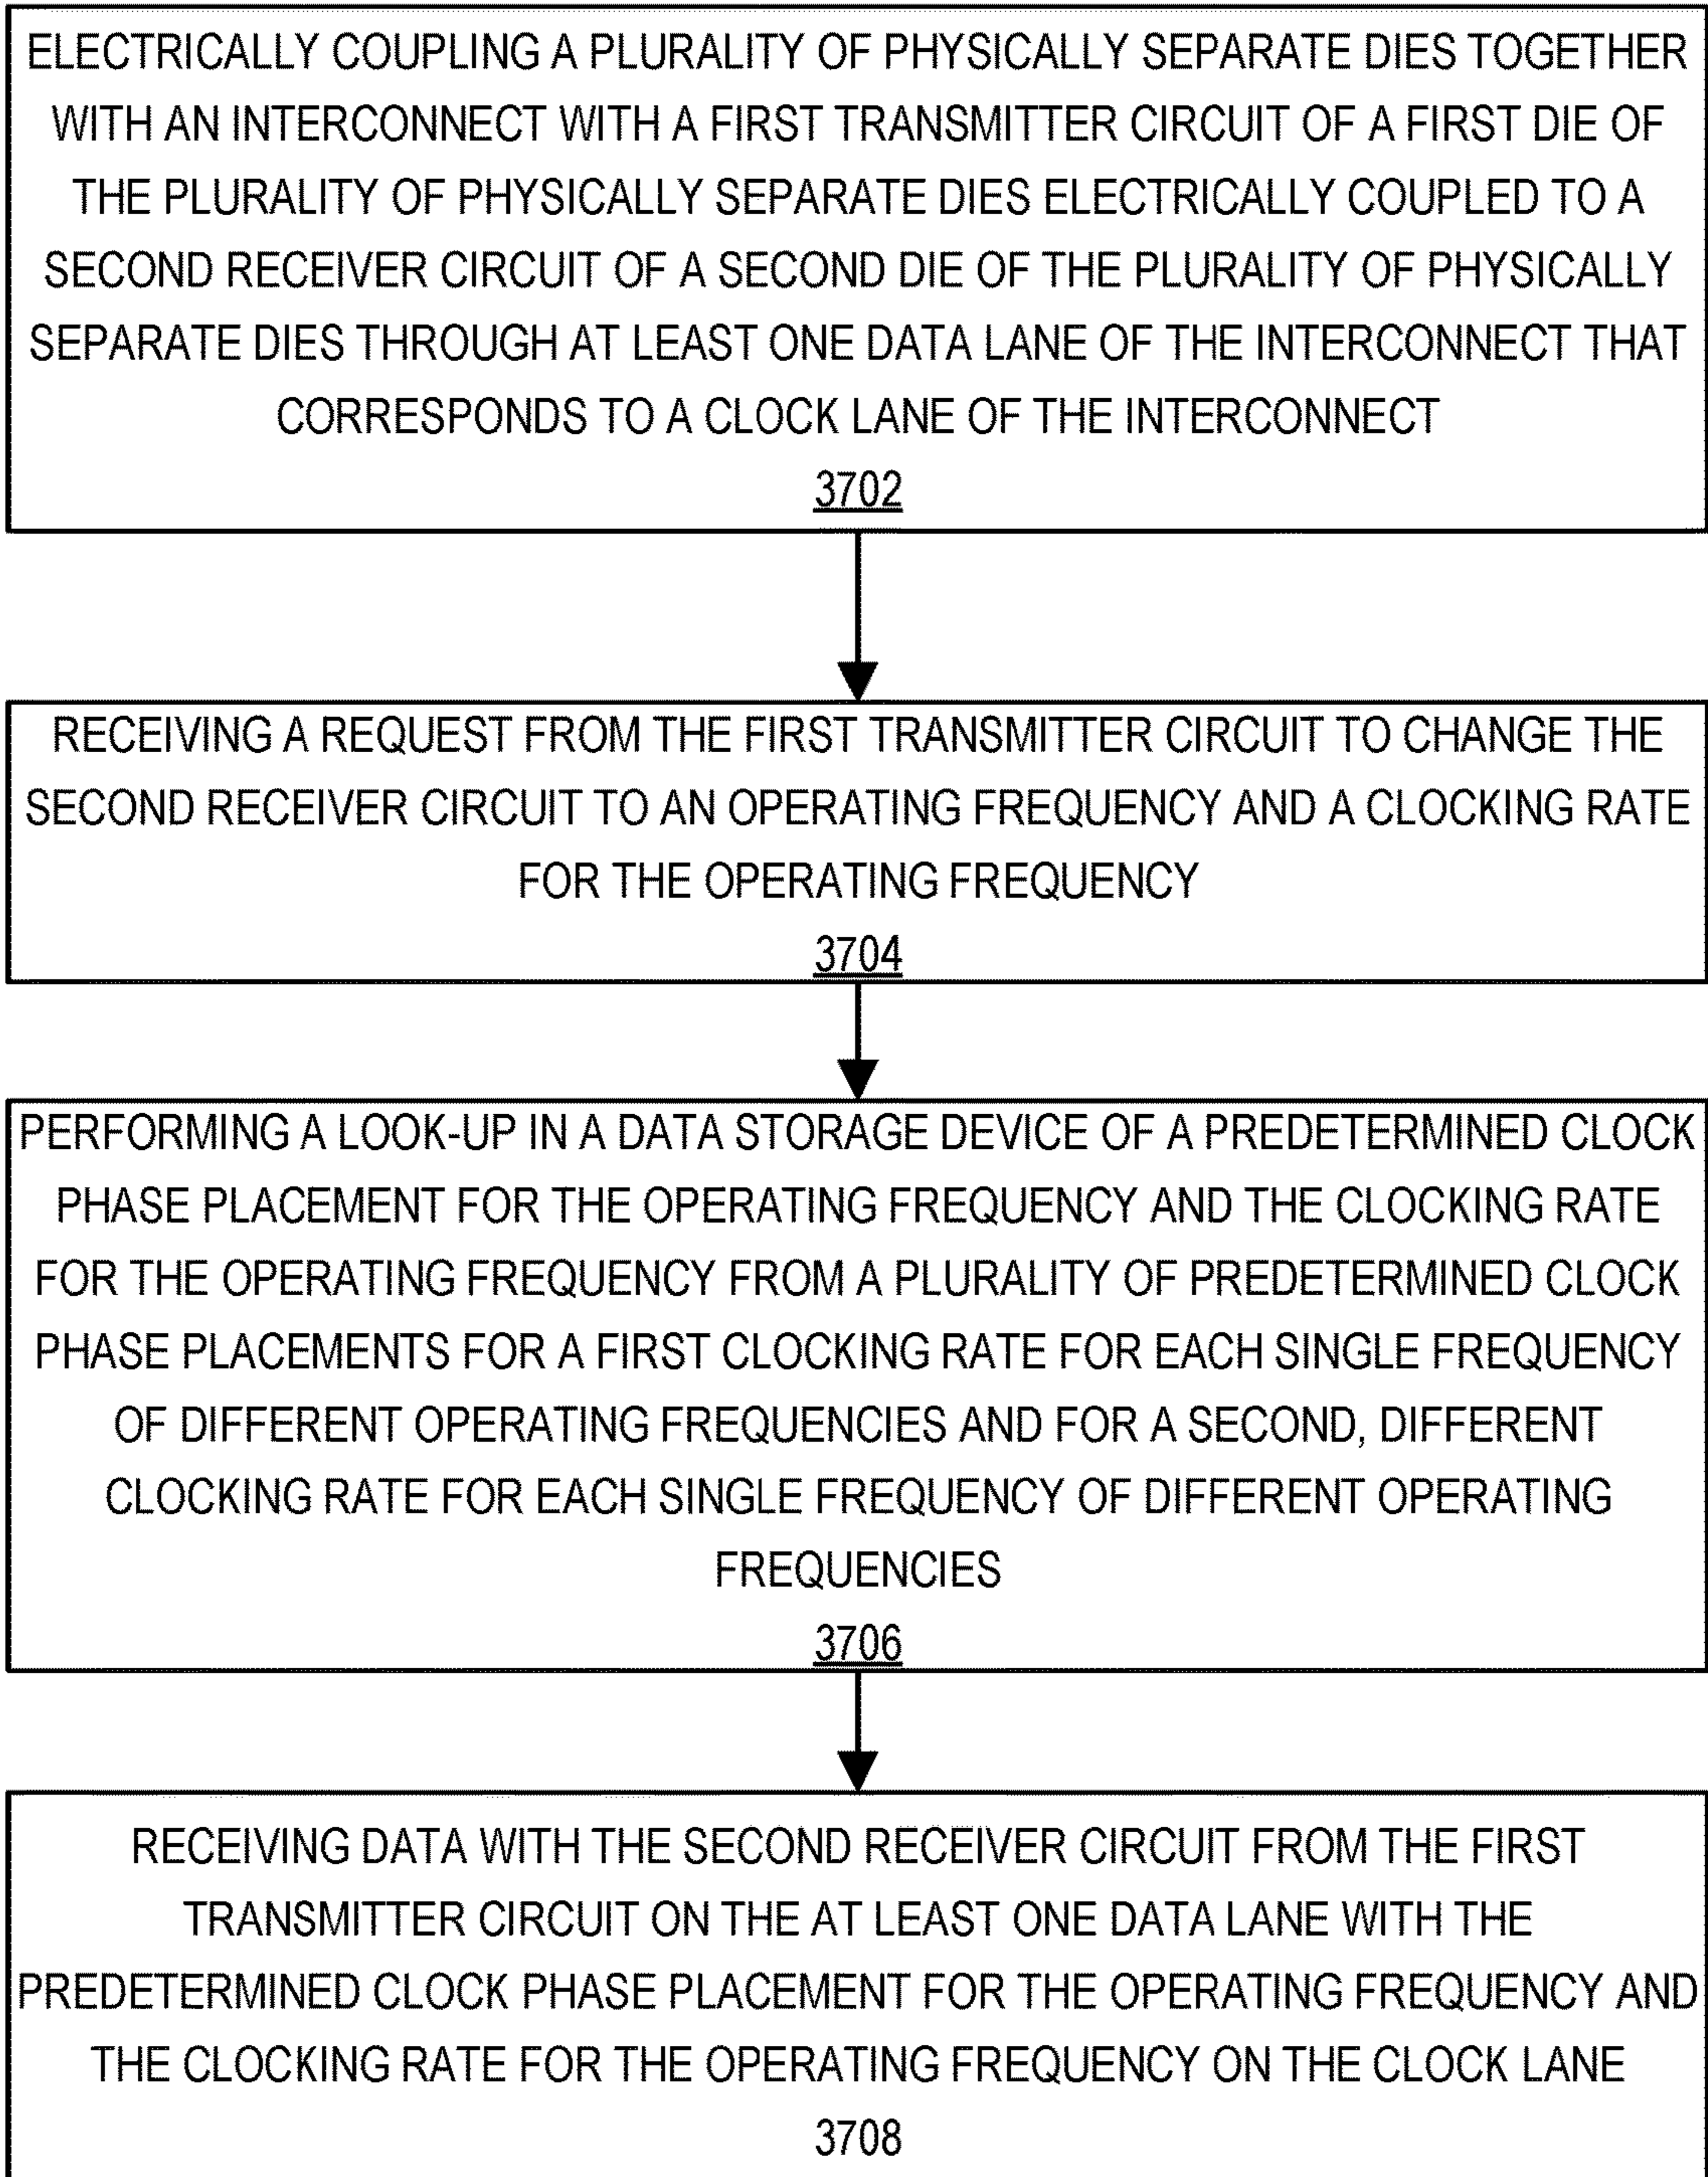 ELECTRICALLY COUPLING A PLURALITY OF PHYSICALLY SEPARATE DIES TOGETHER
WITH AN INTERCONNECT WITH A FIRST TRANSMITTER CIRCUIT OF A FIRST DIE OF
THE PLURALITY OF PHYSICALLY SEPARATE DIES ELECTRICALLY COUPLED TO A
SECOND RECEIVER CIRCUIT OF A SECOND DIE OF THE PLURALITY OF PHYSICALLY
SEPARATE DIES THROUGH AT LEAST ONE DATA LANE OF THE INTERCONNECT THAT
CORRESPONDS TO A CLOCK LANE OF THE INTERCONNECT
3702
RECEIVING A REQUEST FROM THE FIRST TRANSMITTER CIRCUIT TO CHANGE THE
SECOND RECEIVER CIRCUIT TO AN OPERATING FREQUENCY AND A CLOCKING RATE
FOR THE OPERATING FREQUENCY
3704
PERFORMING A LOOK-UP IN A DATA STORAGE DEVICE OF A PREDETERMINED CLOCK
PHASE PLACEMENT FOR THE OPERATING FREQUENCY AND THE CLOCKING RATE
FOR THE OPERATING FREQUENCY FROM A PLURALITY OF PREDETERMINED CLOCK
PHASE PLACEMENTS FOR A FIRST CLOCKING RATE FOR EACH SINGLE FREQUENCY
OF DIFFERENT OPERATING FREQUENCIES AND FOR A SECOND, DIFFERENT
CLOCKING RATE FOR EACH SINGLE FREQUENCY OF DIFFERENT OPERATING
FREQUENCIES
3706
RECEIVING DATA WITH THE SECOND RECEIVER CIRCUIT FROM THE FIRST
TRANSMITTER CIRCUIT ON THE AT LEAST ONE DATA LANE WITH THE
PREDETERMINED CLOCK PHASE PLACEMENT FOR THE OPERATING FREQUENCY AND
THE CLOCKING RATE FOR THE OPERATING FREQUENCY ON THE CLOCK LANE
3708